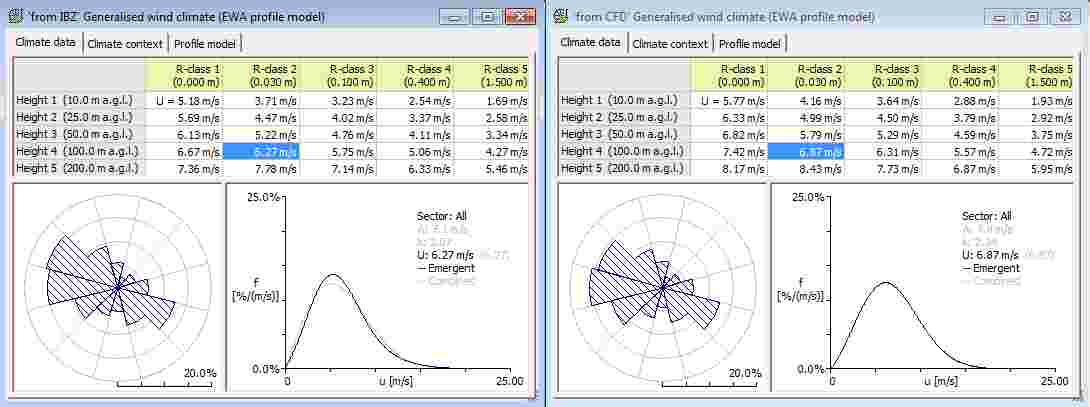 'from IBZ' Generalised wind climate (EWA profile model)
Climate data Climate context Profile model
R-class 1 R-class 2 R-class 3 R-class 4 R-class 5
(0.000 m) (0.030 m) (0.100 m) (0.400 m) (1.500 m)
Height 1 (10.0 m a.g.l.) U = 5.18 m/s 3.71 m/s 3.23 m/s 2.54 m/s 1.69 m/s
Height 2 (25.0 m a.g.l.) 5.69 m/s 4.47 m/s 4.02 m/s 3.37 m/s 2.58 m/s
Height 3 (50.0 m a.g.l.) 6.13 m/s 5.22 m/s 4.76 m/s 4.11 m/s 3.34 m/s
Height 4 (100.0 m a.g.l.) 6.67 m/s 6.27 m/s 5.75 m/s 5.06 m/s 4.27 m/s
Height 5 (200.0 m a.g.l.) 7.36 m/s 7.78 m/s 7.14 m/s 6.33 m/s 5.46 m/s
20.0%
25.0%
Sector: All
U: 6.27 m/s (6.27)
Emergent
Combined
f
[%/(m/s)]
0.0%
0 u [m/s] 25.00
'from CFD' Generalised wind climate (EWA profile model)
Climate data Climate context Profile model
R-class 1 R-class 2 R-class 3 R-class 4 R-class 5
(0.000 m) (0.030 m) (0.100 m) (0.400 m) (1.500 m)
Height 1 (10.0 m a.g.l.) U = 5.77 m/s 4.16 m/s 3.64 m/s 2.88 m/s 1.93 m/s
Height 2 (25.0 m a.g.l.) 6.33 m/s 4.99 m/s 4.50 m/s 3.79 m/s 2.92 m/s
Height 3 (50.0 m a.g.l.) 6.82 m/s 5.79 m/s 5.29 m/s 4.59 m/s 3.75 m/s
Height 4 (100.0 m a.g.l.) 7.42 m/s 6.87 m/s 6.31 m/s 5.57 m/s 4.72 m/s
Height 5 (200.0 m a.g.l.) 8.17 m/s 8.43 m/s 7.73 m/s 6.87 m/s 5.95 m/s
20.0%
25.0%
Sector: All
U: 6.87 m/s (6.87)
Emergent
Combined
f
[%/(m/s)]
0.0%
0 u [m/s] 25.00